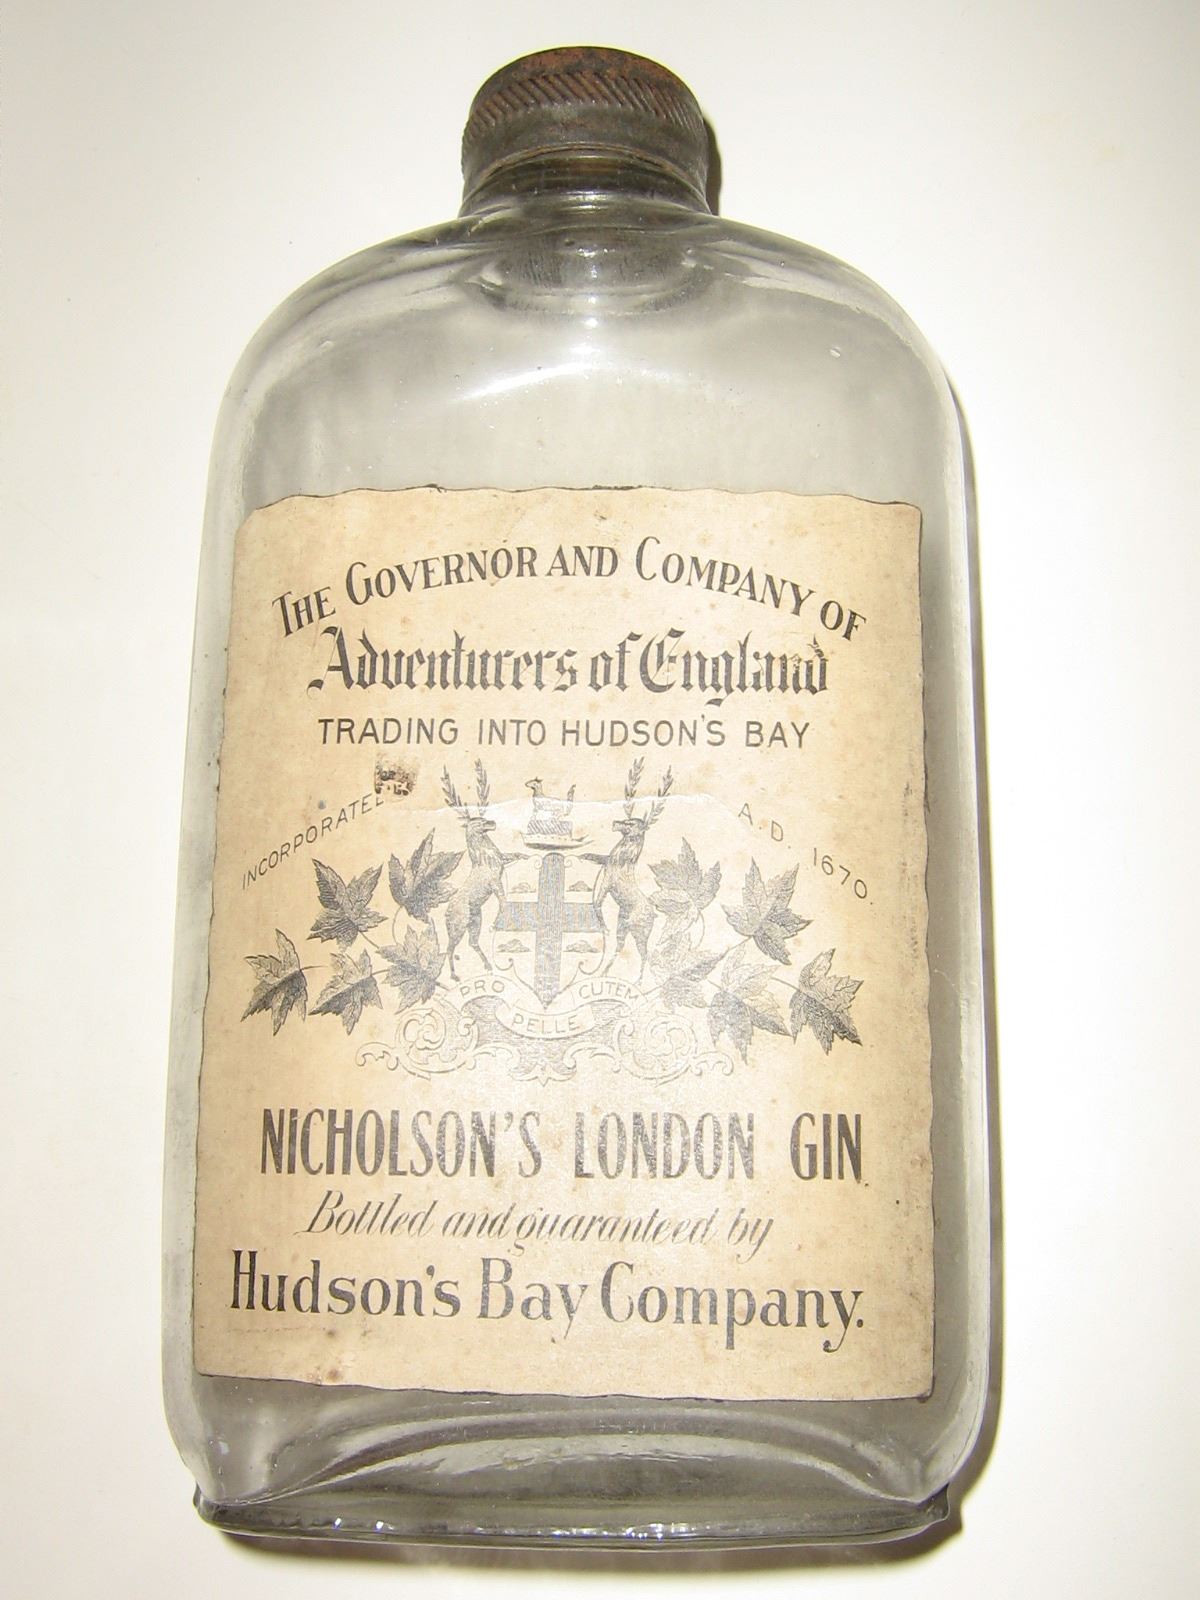 THE GOVERNOR AND COMPANY OF
Adventurers of England
TRADING INTO HUDSON'S BAY
INCORPORATED A.D. 1670.
PRO PELLE CUTEM
NICHOLSON'S LONDON GIN
Bottled and guaranteed by
Hudson's Bay Company.